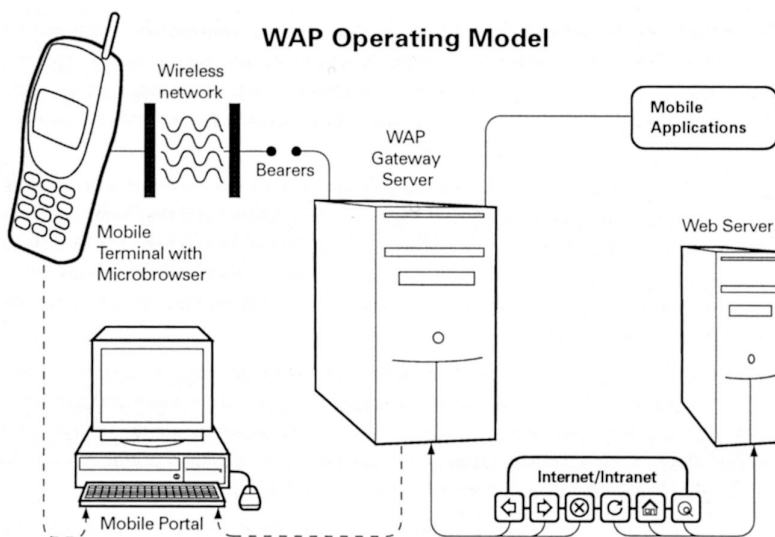 WAP Operating Model
Wireless
network
Bearers
WAP
Gateway
Server
Mobile
Applications
Web Server
Mobile
Terminal with
Microbrowser
Internet/Intranet
Mobile Portal